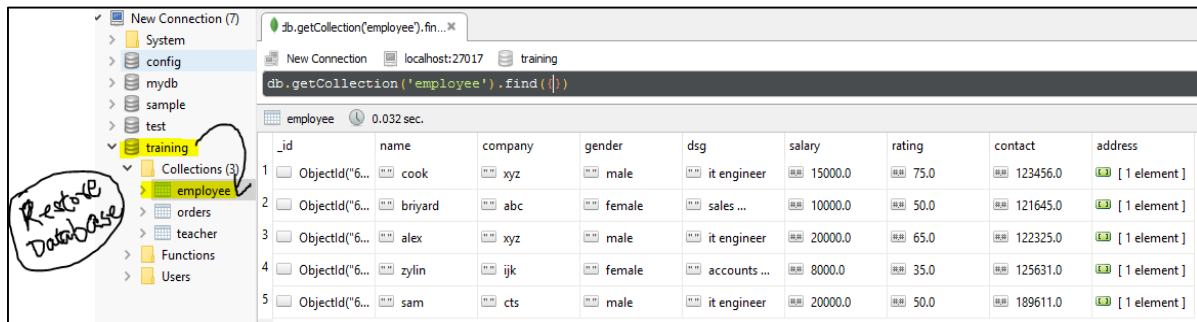 New Connection (7)
System
config
mydb
sample
test
training
Collections (3)
employee
orders
teacher
Functions
Users
Restore
Database
db.getCollection('employee').fin...
New Connection localhost:27017 training
db.getCollection('employee').find({})
employee 0.032 sec.
_id name company gender dsg salary rating contact address
1 ObjectId("6... cook xyz male it engineer 15000.0 75.0 123456.0 [ 1 element ]
2 ObjectId("6... briyard abc female sales ... 10000.0 50.0 121645.0 [ 1 element ]
3 ObjectId("6... alex xyz male it engineer 20000.0 65.0 122325.0 [ 1 element ]
4 ObjectId("6... zylin ijk female accounts ... 8000.0 35.0 125631.0 [ 1 element ]
5 ObjectId("6... sam cts male it engineer 20000.0 50.0 189611.0 [ 1 element ]